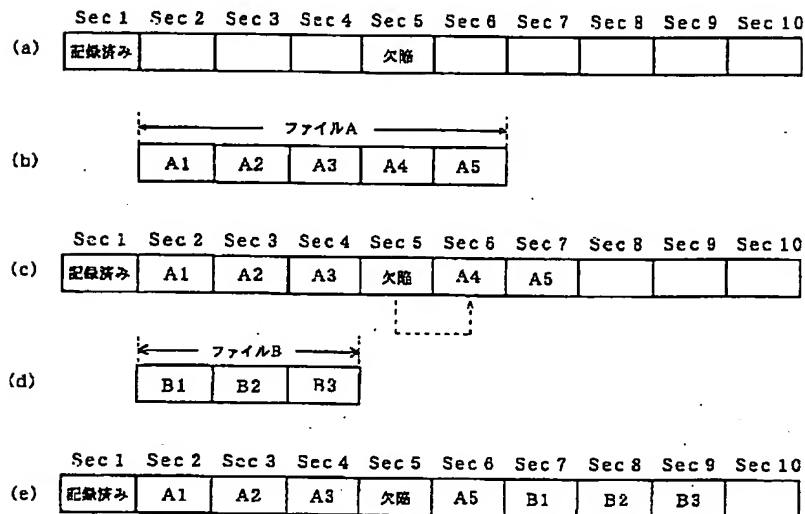 Sec 1 Sec 2 Sec 3 Sec 4 Sec 5 Sec 6 Sec 7 Sec 8 Sec 9 Sec 10
(a) 記録済み 欠陥
ファイルA
(b) A1 A2 A3 A4 A5
Sec 1 Sec 2 Sec 3 Sec 4 Sec 5 Sec 6 Sec 7 Sec 8 Sec 9 Sec 10
(c) 記録済み A1 A2 A3 欠陥 A4 A5
ファイルB
(d) B1 B2 B3
Sec 1 Sec 2 Sec 3 Sec 4 Sec 5 Sec 6 Sec 7 Sec 8 Sec 9 Sec 10
(e) 記録済み A1 A2 A3 欠陥 A5 B1 B2 B3